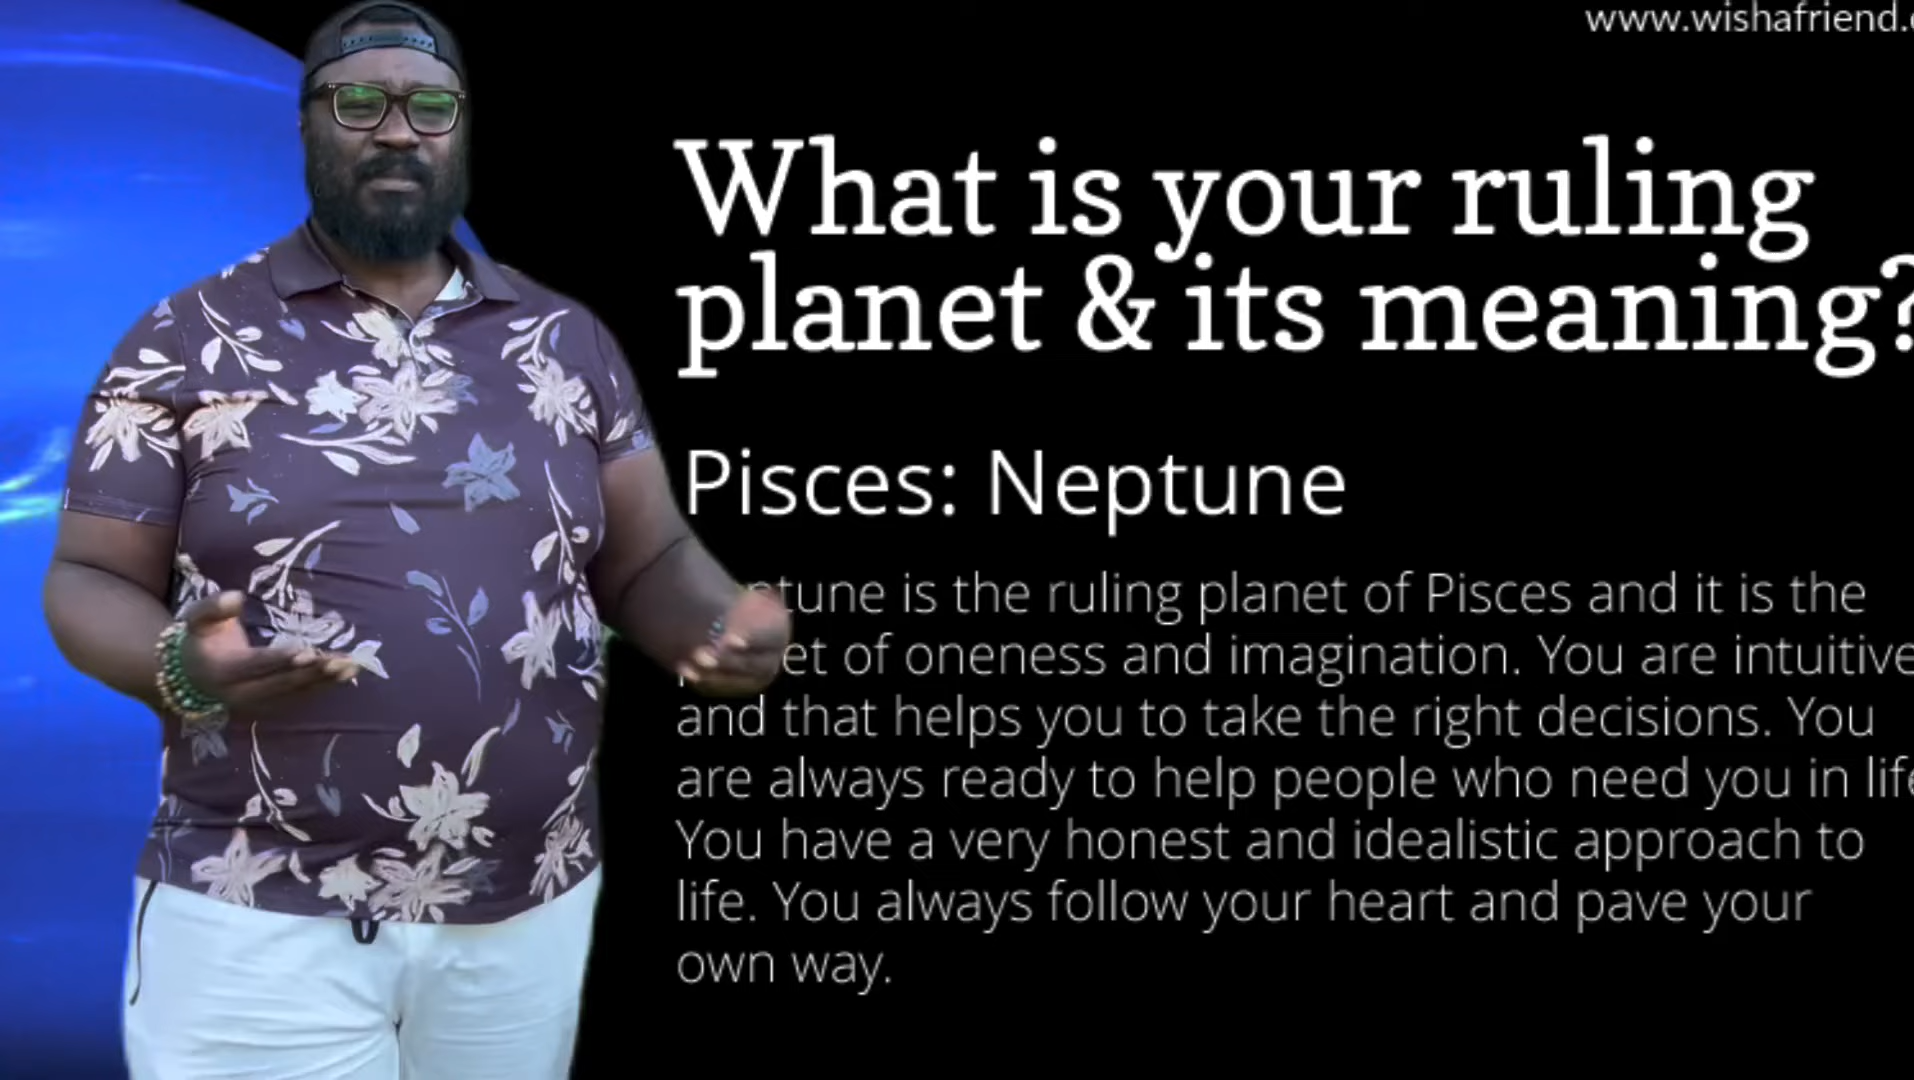 www.wishafriend.
What is your ruling
planet & its meaning?
Pisces: Neptune
is the ruling planet of Pisces and it is the
of oneness and imagination. You are intuitive
and that helps you to take the right decisions. You
are always ready to help people who need you in life
You have a very honest and idealistic approach to
life. You always follow your heart and pave your
own way.